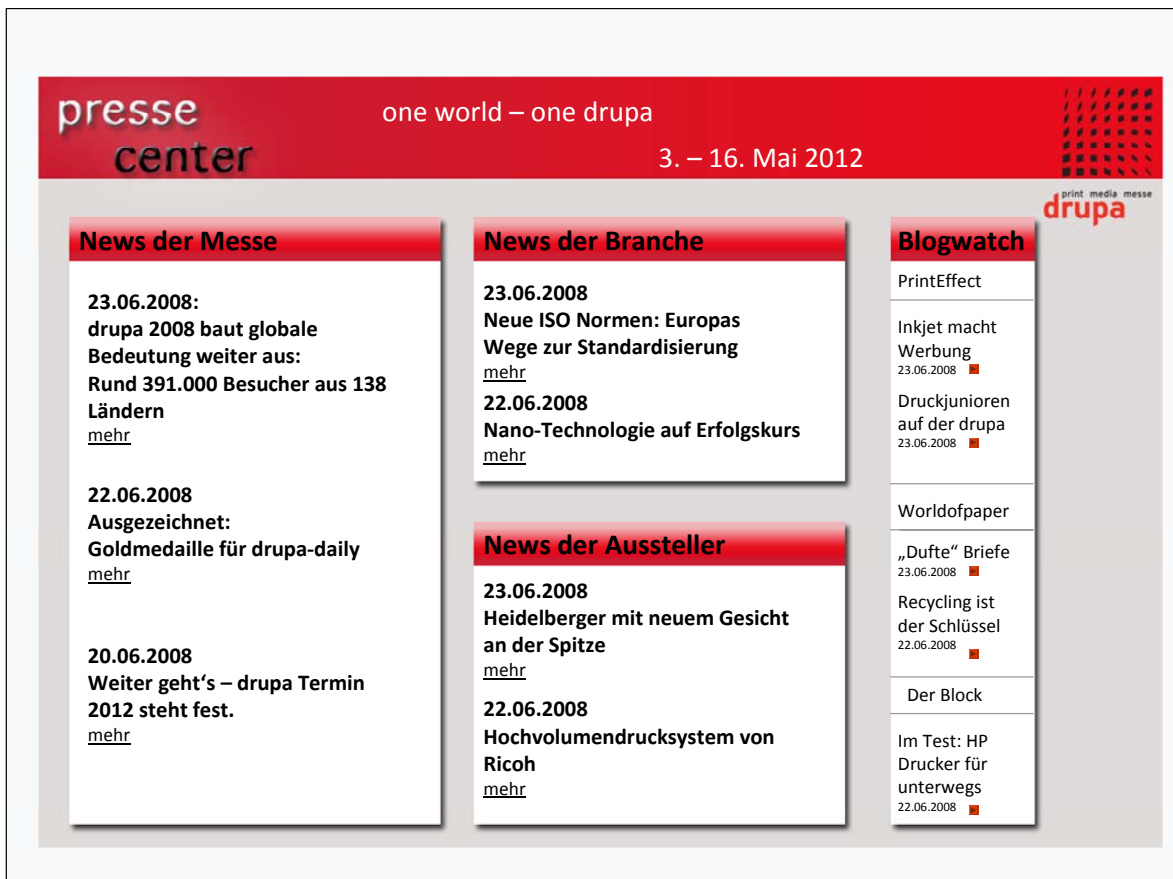 presse
center
one world – one drupa
3. – 16. Mai 2012
print media messe
drupa
News der Messe
23.06.2008:
drupa 2008 baut globale
Bedeutung weiter aus:
Rund 391.000 Besucher aus 138
Ländern
mehr
22.06.2008
Ausgezeichnet:
Goldmedaille für drupa-daily
mehr
20.06.2008
Weiter geht‘s – drupa Termin
2012 steht fest.
mehr
News der Branche
23.06.2008
Neue ISO Normen: Europas
Wege zur Standardisierung
mehr
22.06.2008
Nano-Technologie auf Erfolgskurs
mehr
News der Aussteller
23.06.2008
Heidelberger mit neuem Gesicht
an der Spitze
mehr
22.06.2008
Hochvolumendrucksystem von
Ricoh
mehr
Blogwatch
PrintEffect
Inkjet macht
Werbung
23.06.2008
Druckjunioren
auf der drupa
23.06.2008
Worldofpaper
„Dufte“ Briefe
23.06.2008
Recycling ist
der Schlüssel
22.06.2008
Der Block
Im Test: HP
Drucker für
unterwegs
22.06.2008